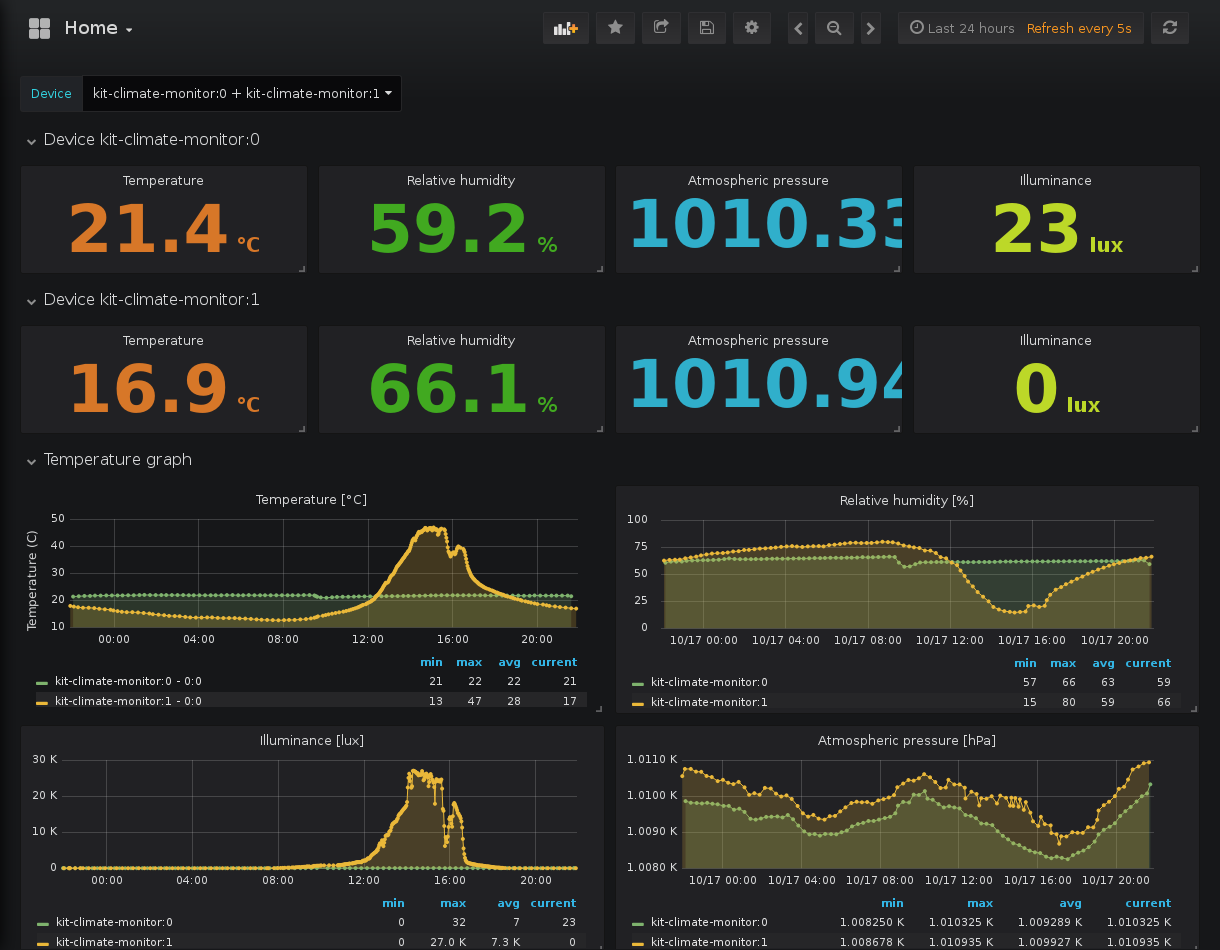 Home
Last 24 hours Refresh every 5s
Device kit-climate-monitor:0 + kit-climate-monitor:1
Device kit-climate-monitor:0
Temperature Relative humidity Atmospheric pressure Illuminance
21.4 °C 59.2 % 1010.33 23 lux
Device kit-climate-monitor:1
Temperature Relative humidity Atmospheric pressure Illuminance
16.9 °C 66.1 % 1010.94 0 lux
Temperature graph
Temperature [°C]
Temperature (C)
50
40
30
20
10
00:00 04:00 08:00 12:00 16:00 20:00
min max avg current
kit-climate-monitor:0 - 0:0 21 22 22 21
kit-climate-monitor:1 - 0:0 13 47 28 17
Relative humidity [%]
100
75
50
25
0
10/17 00:00 10/17 04:00 10/17 08:00 10/17 12:00 10/17 16:00 10/17 20:00
min max avg current
kit-climate-monitor:0 57 66 63 59
kit-climate-monitor:1 15 80 59 66
Illuminance [lux]
30 K
20 K
10 K
0
00:00 04:00 08:00 12:00 16:00 20:00
min max avg current
kit-climate-monitor:0 0 32 7 23
kit-climate-monitor:1 0 27.0 K 7.3 K 0
Atmospheric pressure [hPa]
1.0110 K
1.0100 K
1.0090 K
1.0080 K
10/17 00:00 10/17 04:00 10/17 08:00 10/17 12:00 10/17 16:00 10/17 20:00
min max avg current
kit-climate-monitor:0 1.008250 K 1.010325 K 1.009289 K 1.010325 K
kit-climate-monitor:1 1.008678 K 1.010935 K 1.009927 K 1.010935 K